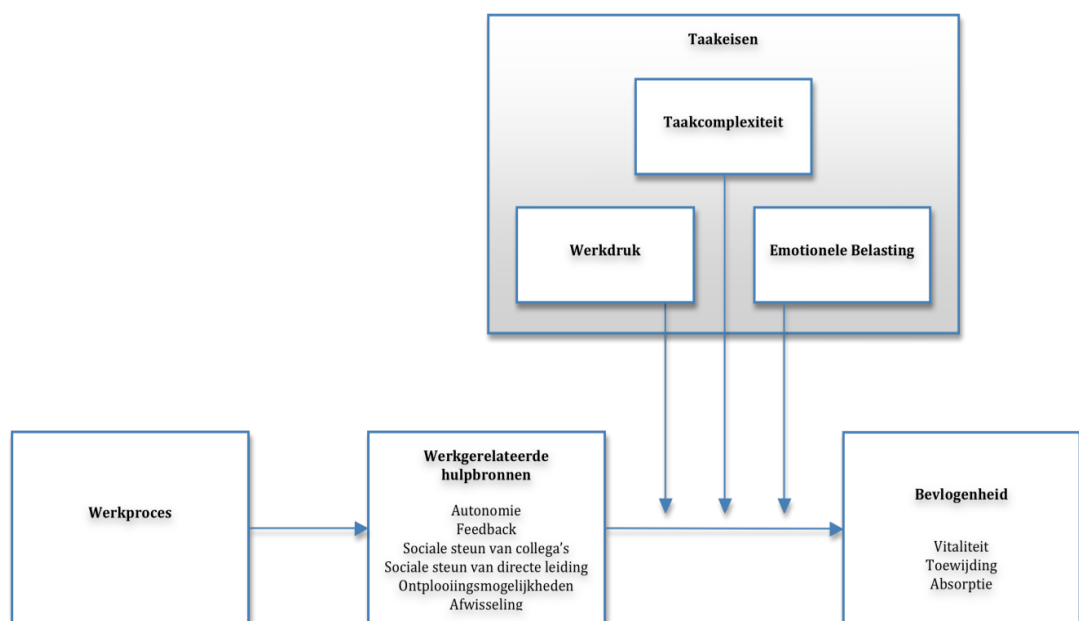 Taakeisen
Taakcomplexiteit
Werkdruk
Emotionele Belasting
Werkproces
Werkgerelateerde
hulpbronnen
Autonomie
Feedback
Sociale steun van collega's
Sociale steun van directe leiding
Ontplooiingsmogelijkheden
Afwisseling
Bevlogenheid
Vitaliteit
Toewijding
Absorptie